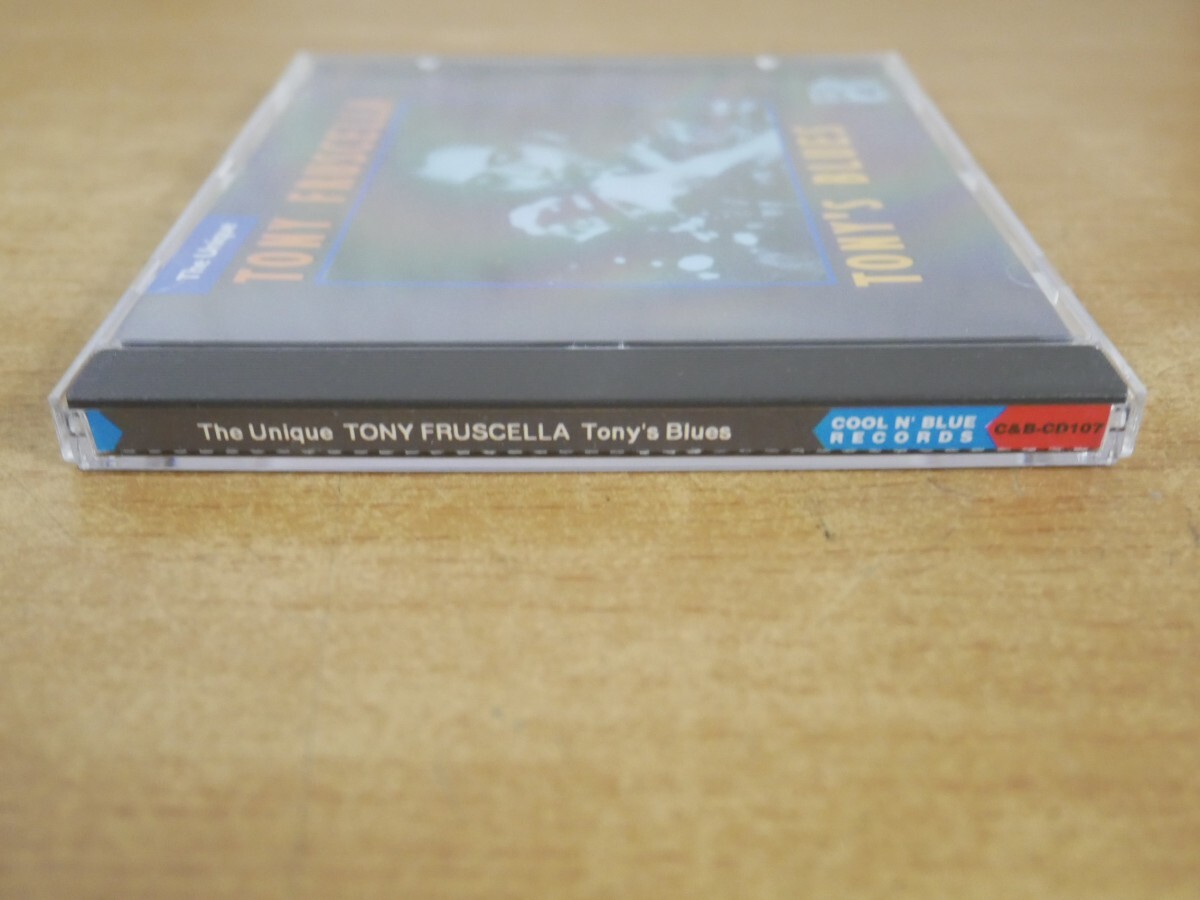 The Unique
TONY FRUSCELLA
TONY'S BLUES
The Unique TONY FRUSCELLA Tony's Blues
COOL N' BLUE
RECORDS
C&B-CD107